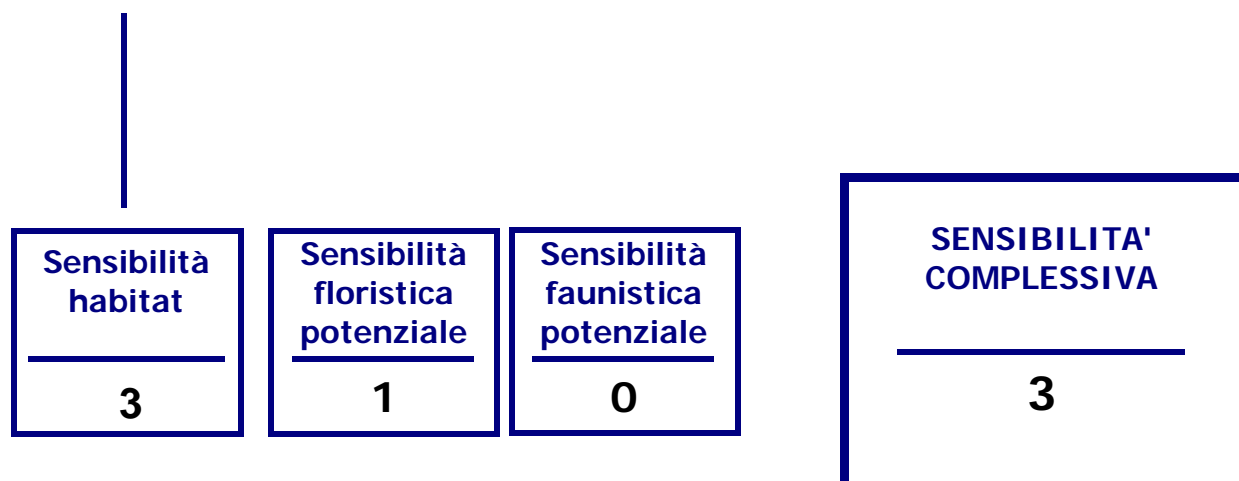 Sensibilità
habitat
3
Sensibilità
floristica
potenziale
1
Sensibilità
faunistica
potenziale
0
SENSIBILITA'
COMPLESSIVA
3